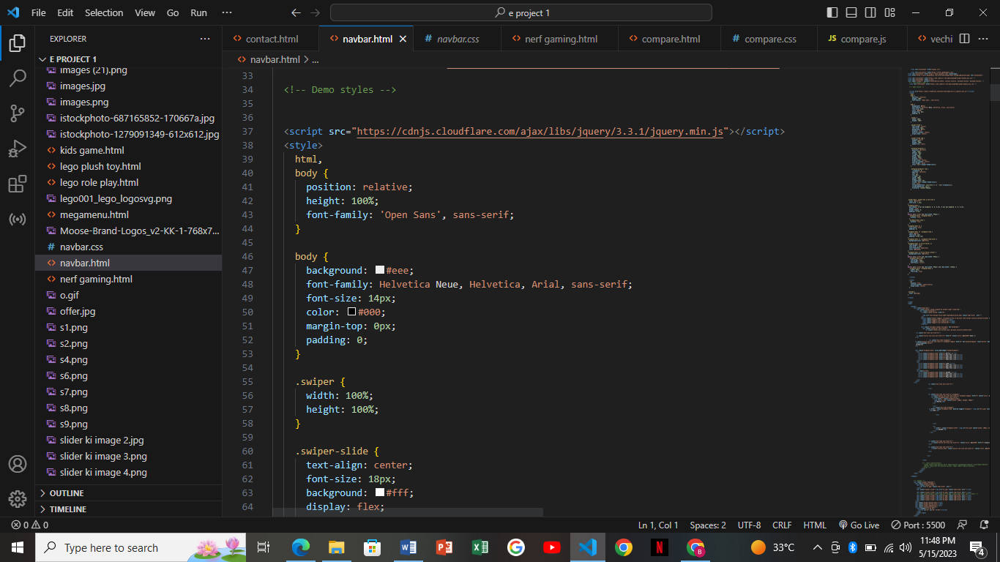 File Edit Selection View Go Run ··· e project 1
EXPLORER ···
contact.html navbar.html navbar.css nerf gaming.html compare.html compare.css JS compare.js vechi ···
E PROJECT 1
navbar.html > ...
images (21).png
images.jpg
images.png
istockphoto-687165852-170667a.jpg
istockphoto-1279091349-612x612.jpg
kids game.html
lego plush toy.html
lego role play.html
lego001_lego_logosvg.png
megamenu.html
Moose-Brand-Logos_v2-KK-1-768x7...
navbar.css
navbar.html
nerf gaming.html
o.gif
offer.jpg
s1.png
s2.png
s4.png
s6.png
s7.png
s8.png
s9.png
slider ki image 2.jpg
slider ki image 3.png
slider ki image 4.png
OUTLINE
TIMELINE
33
34 <!-- Demo styles -->
35
36
37 <script src="https://cdnjs.cloudflare.com/ajax/libs/jquery/3.3.1/jquery.min.js"></script>
38 <style>
39 html,
40 body {
41 position: relative;
42 height: 100%;
43 font-family: 'Open Sans', sans-serif;
44 }
45
46 body {
47 background: #eee;
48 font-family: Helvetica Neue, Helvetica, Arial, sans-serif;
49 font-size: 14px;
50 color: #000;
51 margin-top: 0px;
52 padding: 0;
53 }
54
55 .swiper {
56 width: 100%;
57 height: 100%;
58 }
59
60 .swiper-slide {
61 text-align: center;
62 font-size: 18px;
63 background: #fff;
64 display: flex;
0 0 Ln 1, Col 1 Spaces: 2 UTF-8 CRLF HTML Go Live Port : 5500
Type here to search 33°C 11:48 PM
5/15/2023 4